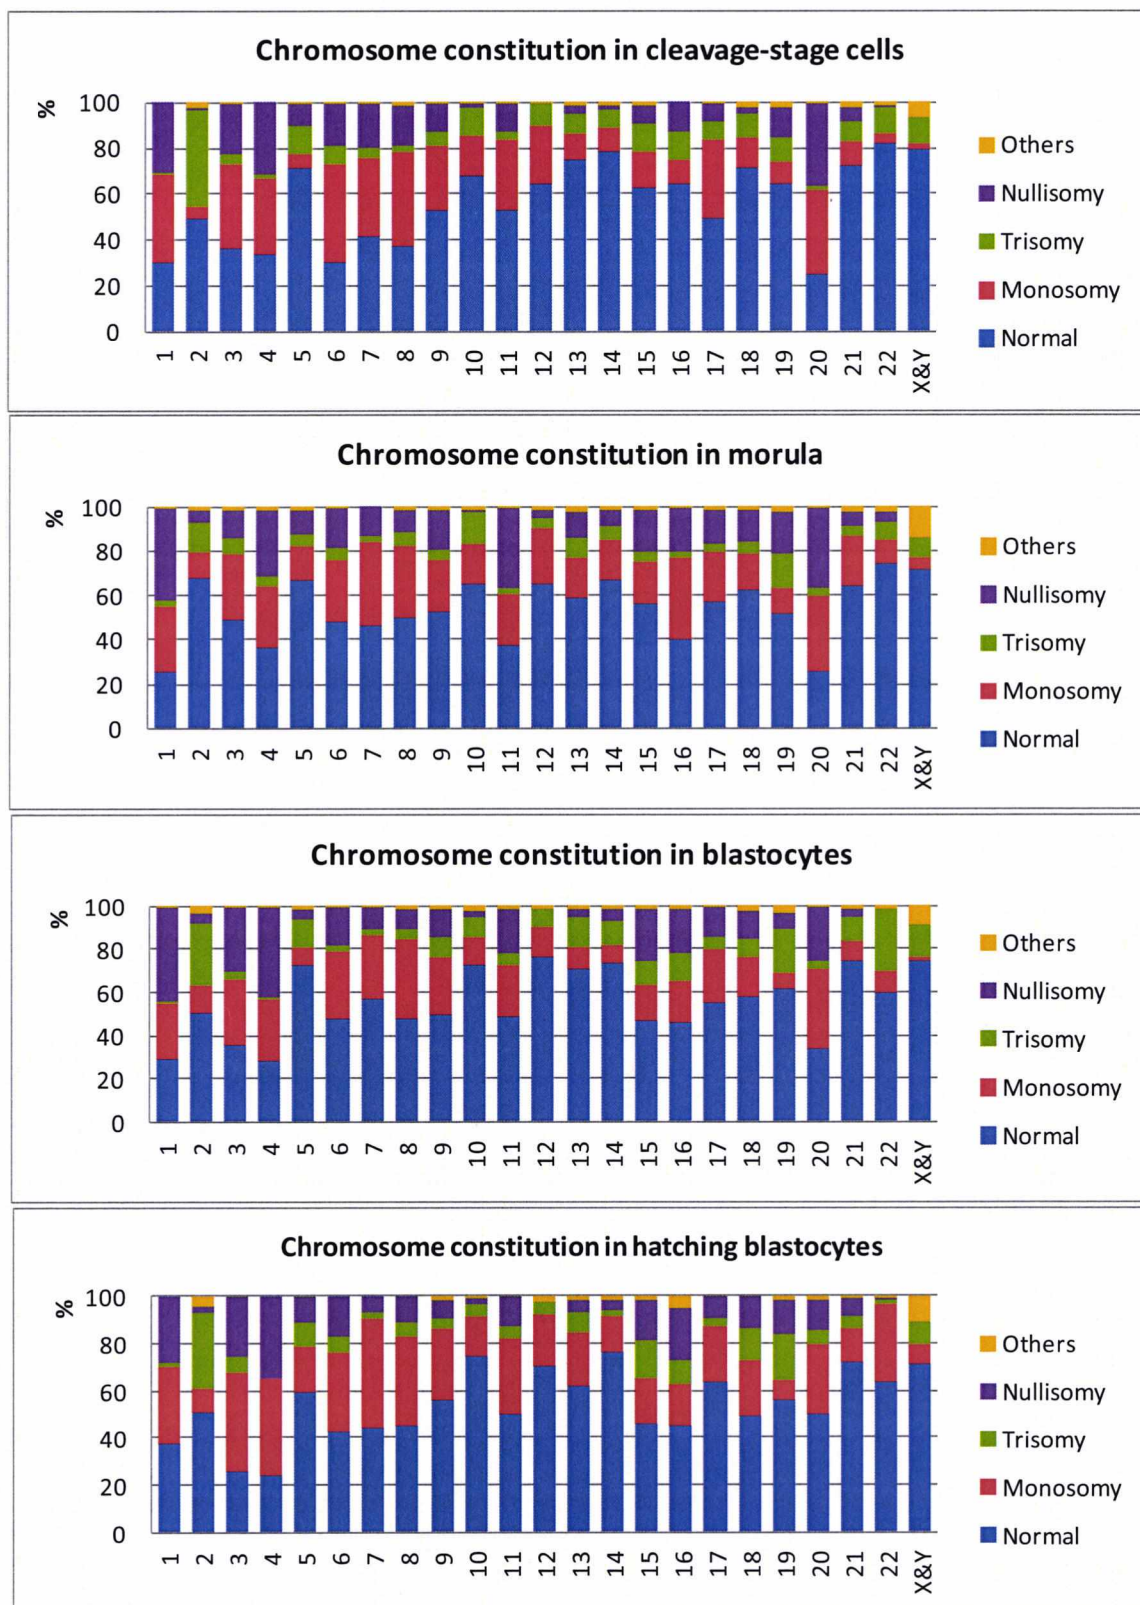 Chromosome constitution in cleavage-stage cells
%
100
80
60
40
20
0
1 2 3 4 5 6 7 8 9 10 11 12 13 14 15 16 17 18 19 20 21 22 X&Y
Others
Nullisomy
Trisomy
Monosomy
Normal
Chromosome constitution in morula
%
100
80
60
40
20
0
1 2 3 4 5 6 7 8 9 10 11 12 13 14 15 16 17 18 19 20 21 22 X&Y
Others
Nullisomy
Trisomy
Monosomy
Normal
Chromosome constitution in blastocytes
%
100
80
60
40
20
0
1 2 3 4 5 6 7 8 9 10 11 12 13 14 15 16 17 18 19 20 21 22 X&Y
Others
Nullisomy
Trisomy
Monosomy
Normal
Chromosome constitution in hatching blastocytes
%
100
80
60
40
20
0
1 2 3 4 5 6 7 8 9 10 11 12 13 14 15 16 17 18 19 20 21 22 X&Y
Others
Nullisomy
Trisomy
Monosomy
Normal